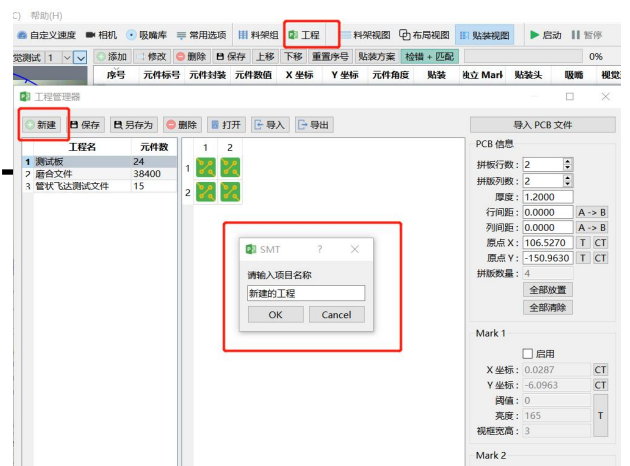 C) 帮助(H)
自定义速度 相机 吸嘴库 常用选项 料架组 工程 料架视图 布局视图 贴装视图 启动 暂停
觉测试 1 添加 修改 删除 保存 上移 下移 重置序号 贴装方案 检错 + 匹配 0%
序号 元件标号 元件封装 元件数值 X 坐标 Y 坐标 元件角度 贴装 独立 Mark 贴装头 吸嘴 视觉
工程管理器
新建 保存 另存为 删除 打开 导入 导出 导入 PCB 文件
工程名 元件数
1 测试板 24
2 磨合文件 38400
3 管状飞达测试文件 15
1 2
1
2
SMT ? ×
请输入项目名称
新建的工程
OK Cancel
PCB 信息
拼板行数: 2
拼版列数: 2
厚度: 1.2000
行间距: 0.0000 A -> B
列间距: 0.0000 A -> B
原点 X: 106.5270 T CT
原点 Y: -150.9630 T CT
拼版数量: 4
全部放置
全部清除
Mark 1
启用
X 坐标: 0.0287 CT
Y 坐标: -6.0963 CT
阈值: 0
亮度: 165 T
视框宽高: 3
Mark 2